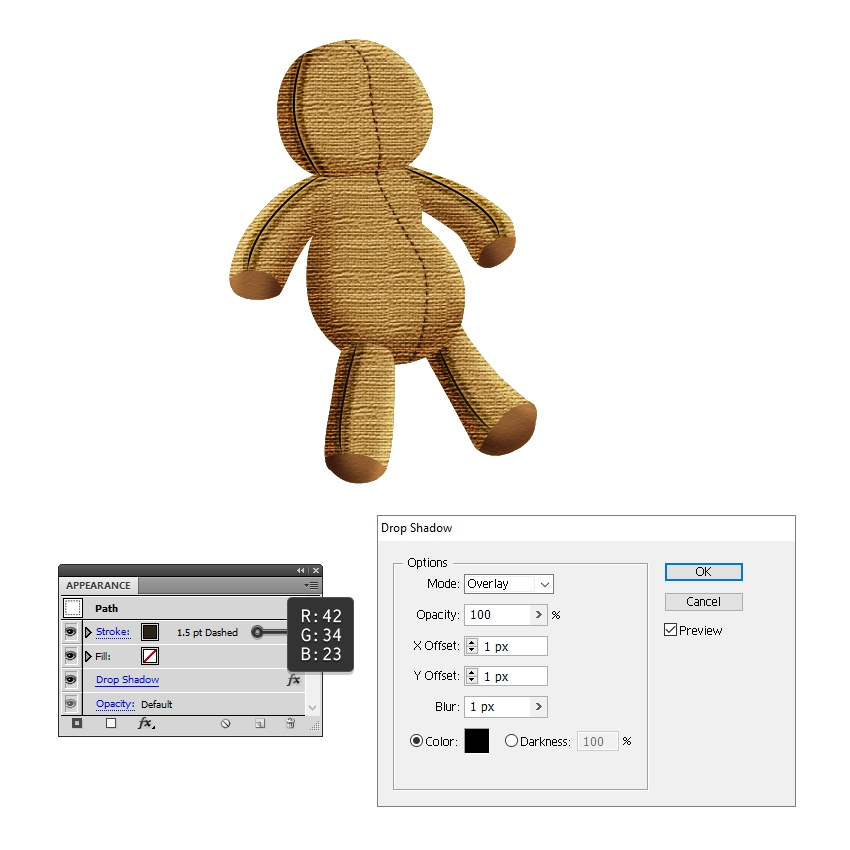 APPEARANCE
Path
Stroke: 1.5 pt Dashed
R:42
G:34
B:23
Fill:
Drop Shadow fx
Opacity: Default
fx
Drop Shadow
Options
Mode: Overlay
Opacity: 100 %
X Offset: 1 px
Y Offset: 1 px
Blur: 1 px
Color: Darkness: 100 %
OK
Cancel
Preview